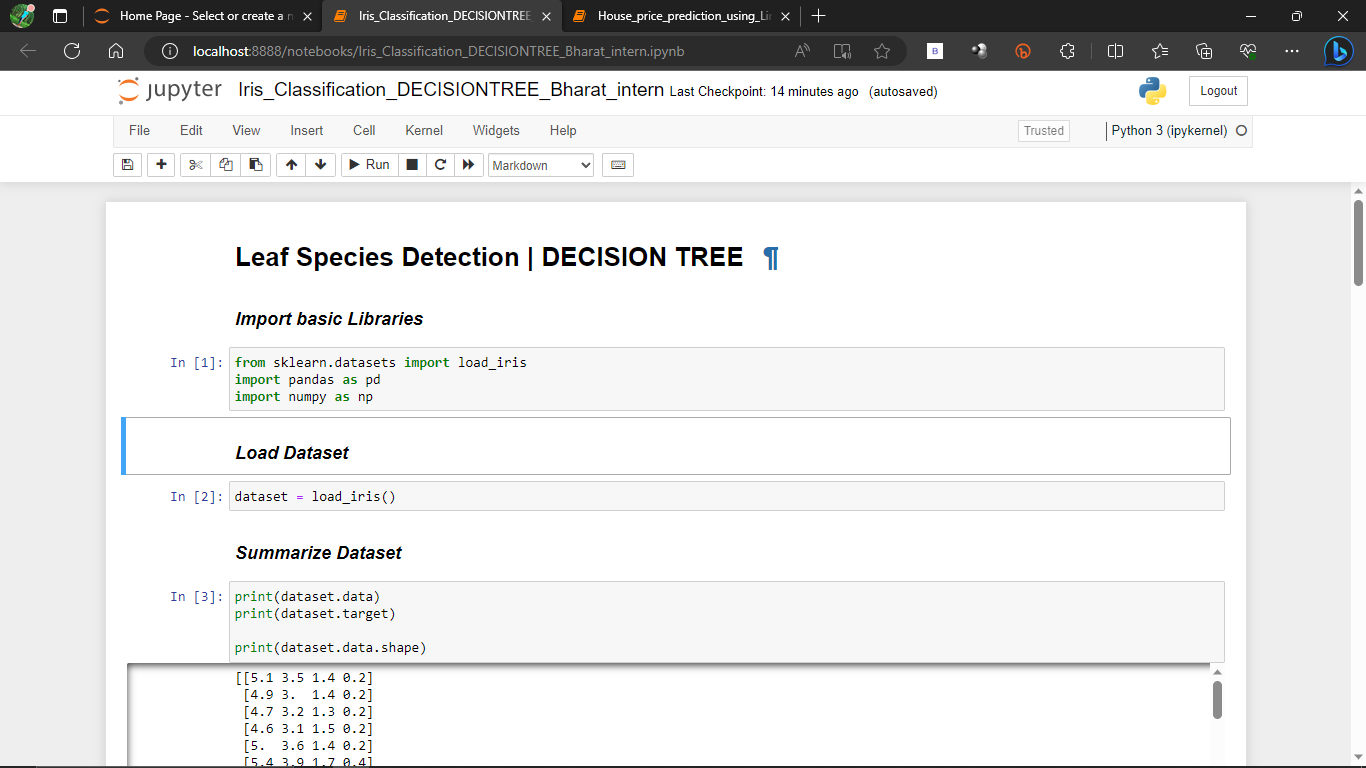 Home Page - Select or create a n
Iris_Classification_DECISIONTREE_
House_price_prediction_using_Lin
localhost:8888/notebooks/Iris_Classification_DECISIONTREE_Bharat_intern.ipynb
jupyter Iris_Classification_DECISIONTREE_Bharat_intern Last Checkpoint: 14 minutes ago (autosaved)
Logout
File Edit View Insert Cell Kernel Widgets Help
Trusted
Python 3 (ipykernel)
Run
Markdown
Leaf Species Detection | DECISION TREE ¶
Import basic Libraries
In [1]: from sklearn.datasets import load_iris
import pandas as pd
import numpy as np
Load Dataset
In [2]: dataset = load_iris()
Summarize Dataset
In [3]: print(dataset.data)
print(dataset.target)
print(dataset.data.shape)
[[5.1 3.5 1.4 0.2]
[4.9 3.  1.4 0.2]
[4.7 3.2 1.3 0.2]
[4.6 3.1 1.5 0.2]
[5.  3.6 1.4 0.2]
[5.4 3.9 1.7 0.4]